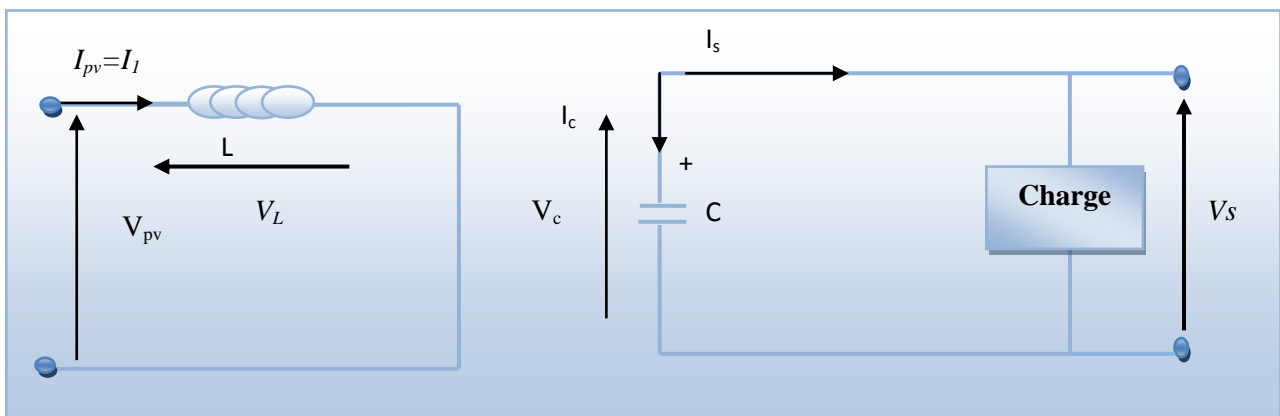 I_s
I_pv=I_1
I_c
L
+
Charge
V_c
C
V_L
Vs
V_pv